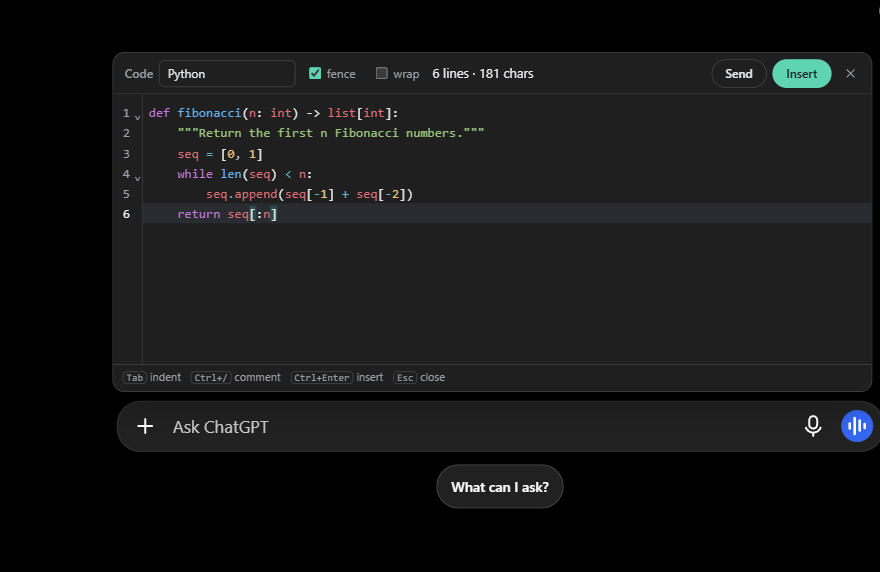 Code Python fence wrap 6 lines · 181 chars Send Insert ×
1 def fibonacci(n: int) -> list[int]:
2     """Return the first n Fibonacci numbers."""
3     seq = [0, 1]
4     while len(seq) < n:
5         seq.append(seq[-1] + seq[-2])
6     return seq[:n]
Tab indent Ctrl+/ comment Ctrl+Enter insert Esc close
Ask ChatGPT
What can I ask?